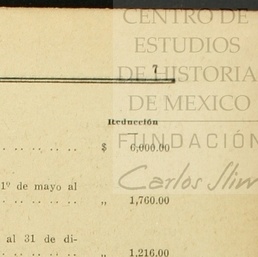 CENTRO DE
ESTUDIOS
7
DE HISTORIA
DE MEXICO
Reducción
FUNDACIÓN
$ 6,000.00
Carlos Slim
1º de mayo al
„ 1,760.00
al 31 de di-
„ 1,216.00